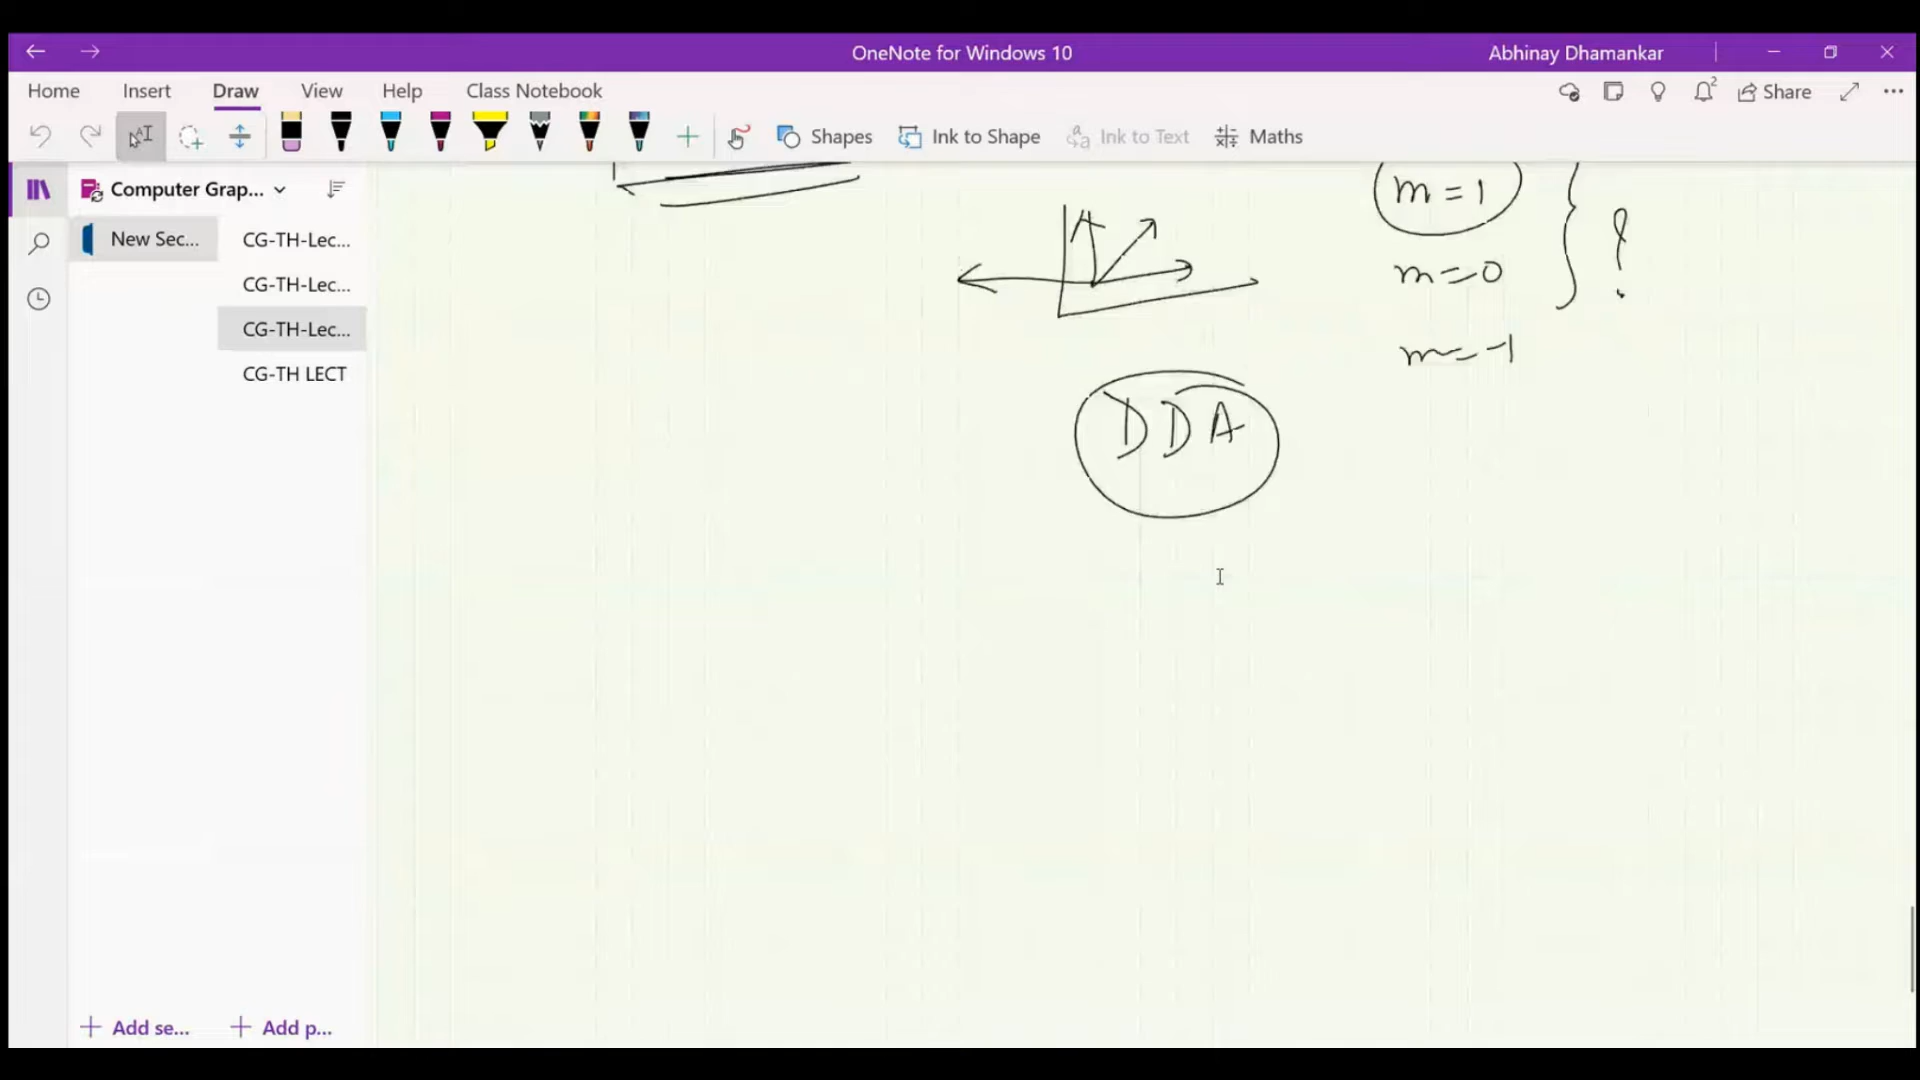 OneNote for Windows 10
Abhinay Dhamankar
Home Insert Draw View Help Class Notebook
2
Share
Shapes Ink to Shape Ink to Text Maths
Computer Grap...
New Sec...
CG-TH-Lec...
CG-TH-Lec...
CG-TH-Lec...
CG-TH LECT
m = 1
m = 0
?
m = -1
DDA
+ Add se... + Add p...